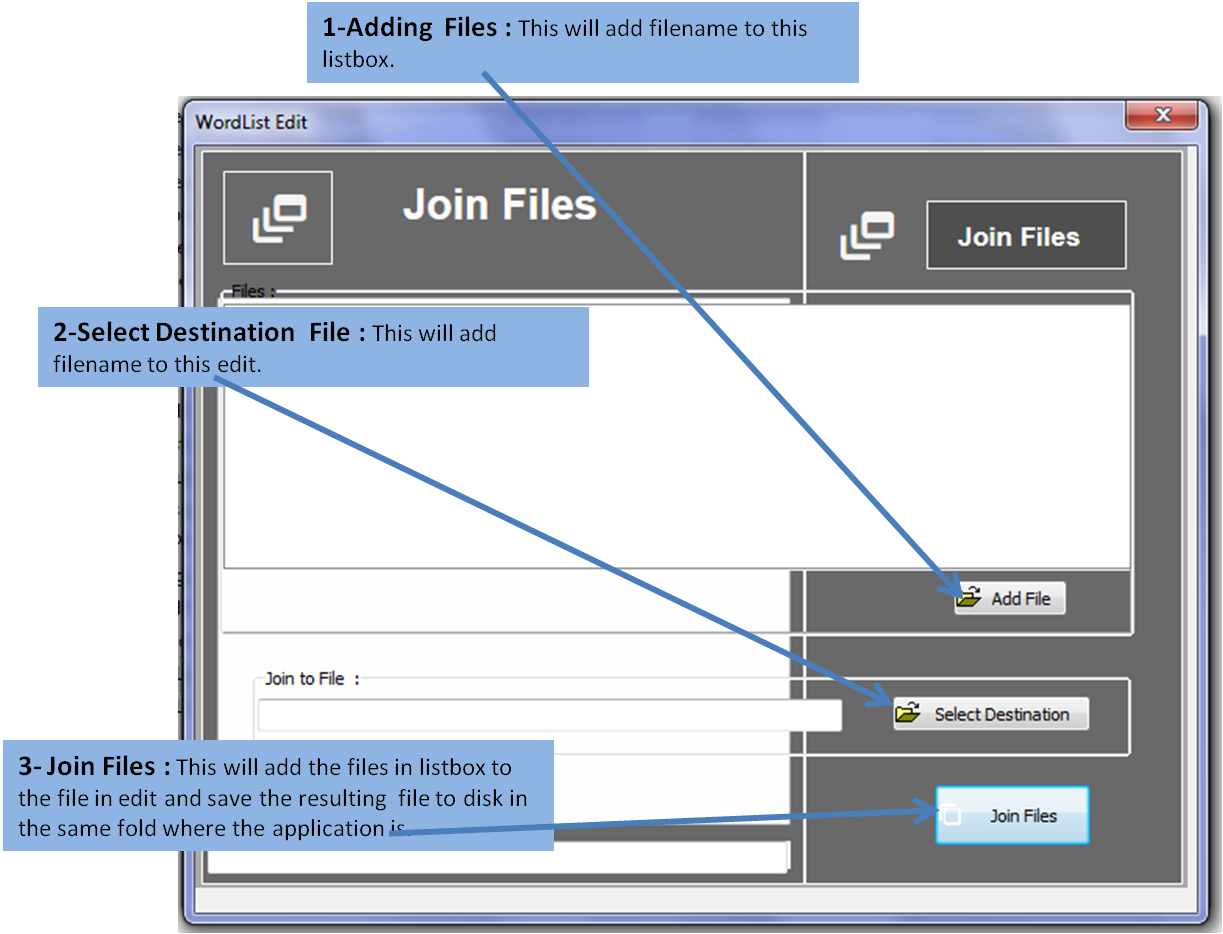 1-Adding Files : This will add filename to this
listbox.
WordList Edit
Join Files
Join Files
Files :
2-Select Destination File : This will add
filename to this edit.
Add File
Join to File :
Select Destination
3- Join Files : This will add the files in listbox to
the file in edit and save the resulting file to disk in
the same fold where the application is.
Join Files